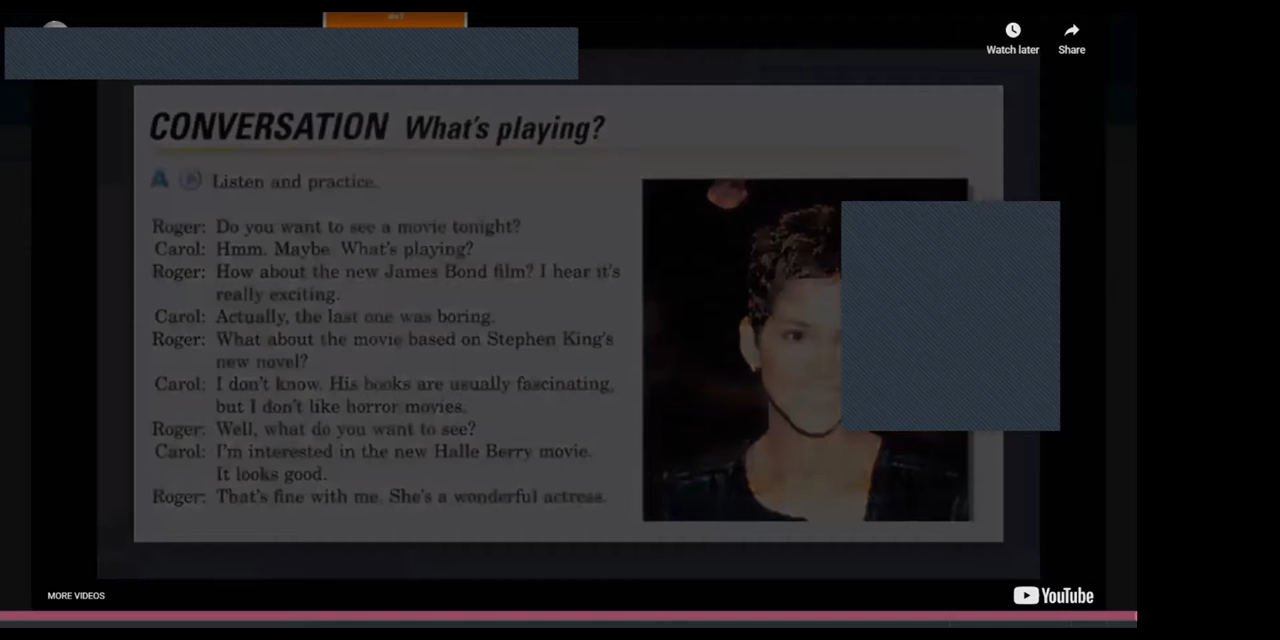 Watch later
Share
CONVERSATION What's playing?
A Listen and practice.
Roger: Do you want to see a movie tonight?
Carol: Hmm. Maybe. What's playing?
Roger: How about the new James Bond film? I hear it's
really exciting.
Carol: Actually, the last one was boring.
Roger: What about the movie based on Stephen King's
new novel?
Carol: I don't know. His books are usually fascinating,
but I don't like horror movies.
Roger: Well, what do you want to see?
Carol: I'm interested in the new Halle Berry movie.
It looks good.
Roger: That's fine with me. She's a wonderful actress.
MORE VIDEOS
YouTube